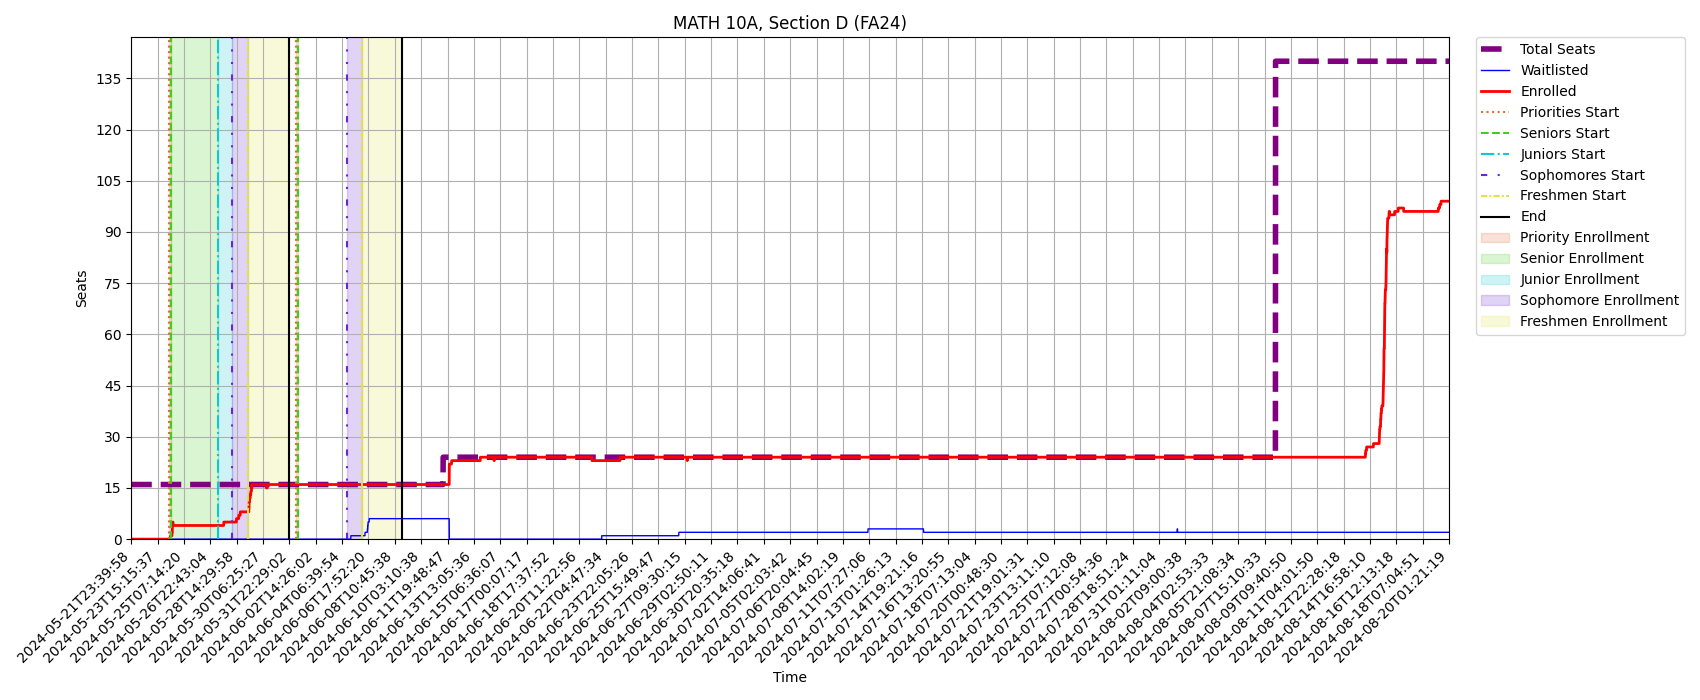 MATH 10A, Section D (FA24)
Total Seats
Waitlisted
Enrolled
Priorities Start
Seniors Start
Juniors Start
Sophomores Start
Freshmen Start
End
Priority Enrollment
Senior Enrollment
Junior Enrollment
Sophomore Enrollment
Freshmen Enrollment
Seats
135
120
105
90
75
60
45
30
15
0
2024-05-21T23:39:58
2024-05-23T15:15:37
2024-05-25T07:14:20
2024-05-26T22:43:04
2024-05-28T14:29:58
2024-05-30T06:25:27
2024-05-31T22:29:02
2024-06-02T14:26:02
2024-06-04T06:39:54
2024-06-06T17:52:20
2024-06-08T10:45:38
2024-06-10T03:10:38
2024-06-11T19:48:47
2024-06-13T13:05:36
2024-06-15T06:36:07
2024-06-17T00:07:17
2024-06-18T17:37:52
2024-06-20T11:22:56
2024-06-22T04:47:34
2024-06-23T22:05:26
2024-06-25T15:49:47
2024-06-27T09:30:15
2024-06-29T02:50:11
2024-06-30T20:35:18
2024-07-02T14:06:41
2024-07-05T02:03:42
2024-07-06T20:04:45
2024-07-08T14:02:19
2024-07-11T07:27:06
2024-07-13T01:26:13
2024-07-14T19:21:16
2024-07-16T13:20:55
2024-07-18T07:13:04
2024-07-20T00:48:30
2024-07-21T19:01:31
2024-07-23T13:11:10
2024-07-25T07:12:08
2024-07-27T00:54:36
2024-07-28T18:51:24
2024-07-31T01:11:04
2024-08-02T09:00:38
2024-08-04T02:53:33
2024-08-05T21:08:34
2024-08-07T15:10:33
2024-08-09T09:40:50
2024-08-11T04:01:50
2024-08-12T22:28:18
2024-08-14T16:58:10
2024-08-16T12:13:18
2024-08-18T07:04:51
2024-08-20T01:21:19
Time